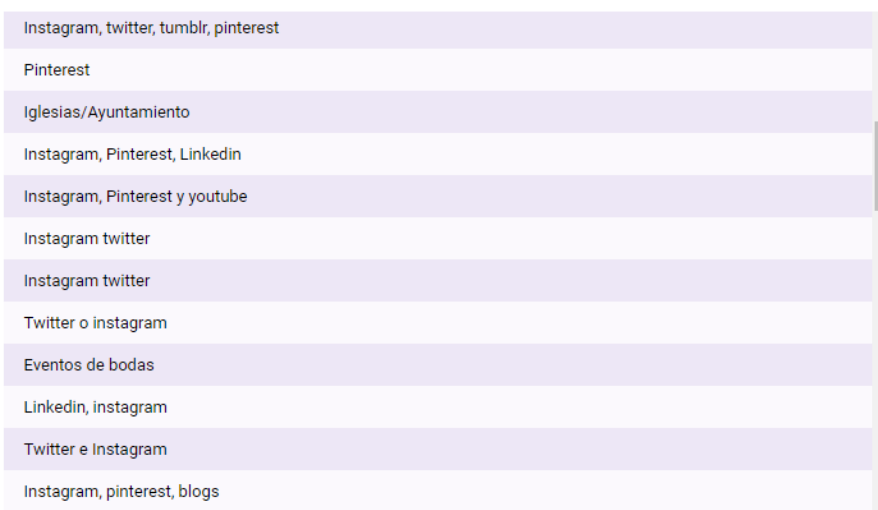 Instagram, twitter, tumblr, pinterest
Pinterest
Iglesias/Ayuntamiento
Instagram, Pinterest, Linkedin
Instagram, Pinterest y youtube
Instagram twitter
Instagram twitter
Twitter o instagram
Eventos de bodas
Linkedin, instagram
Twitter e Instagram
Instagram, pinterest, blogs